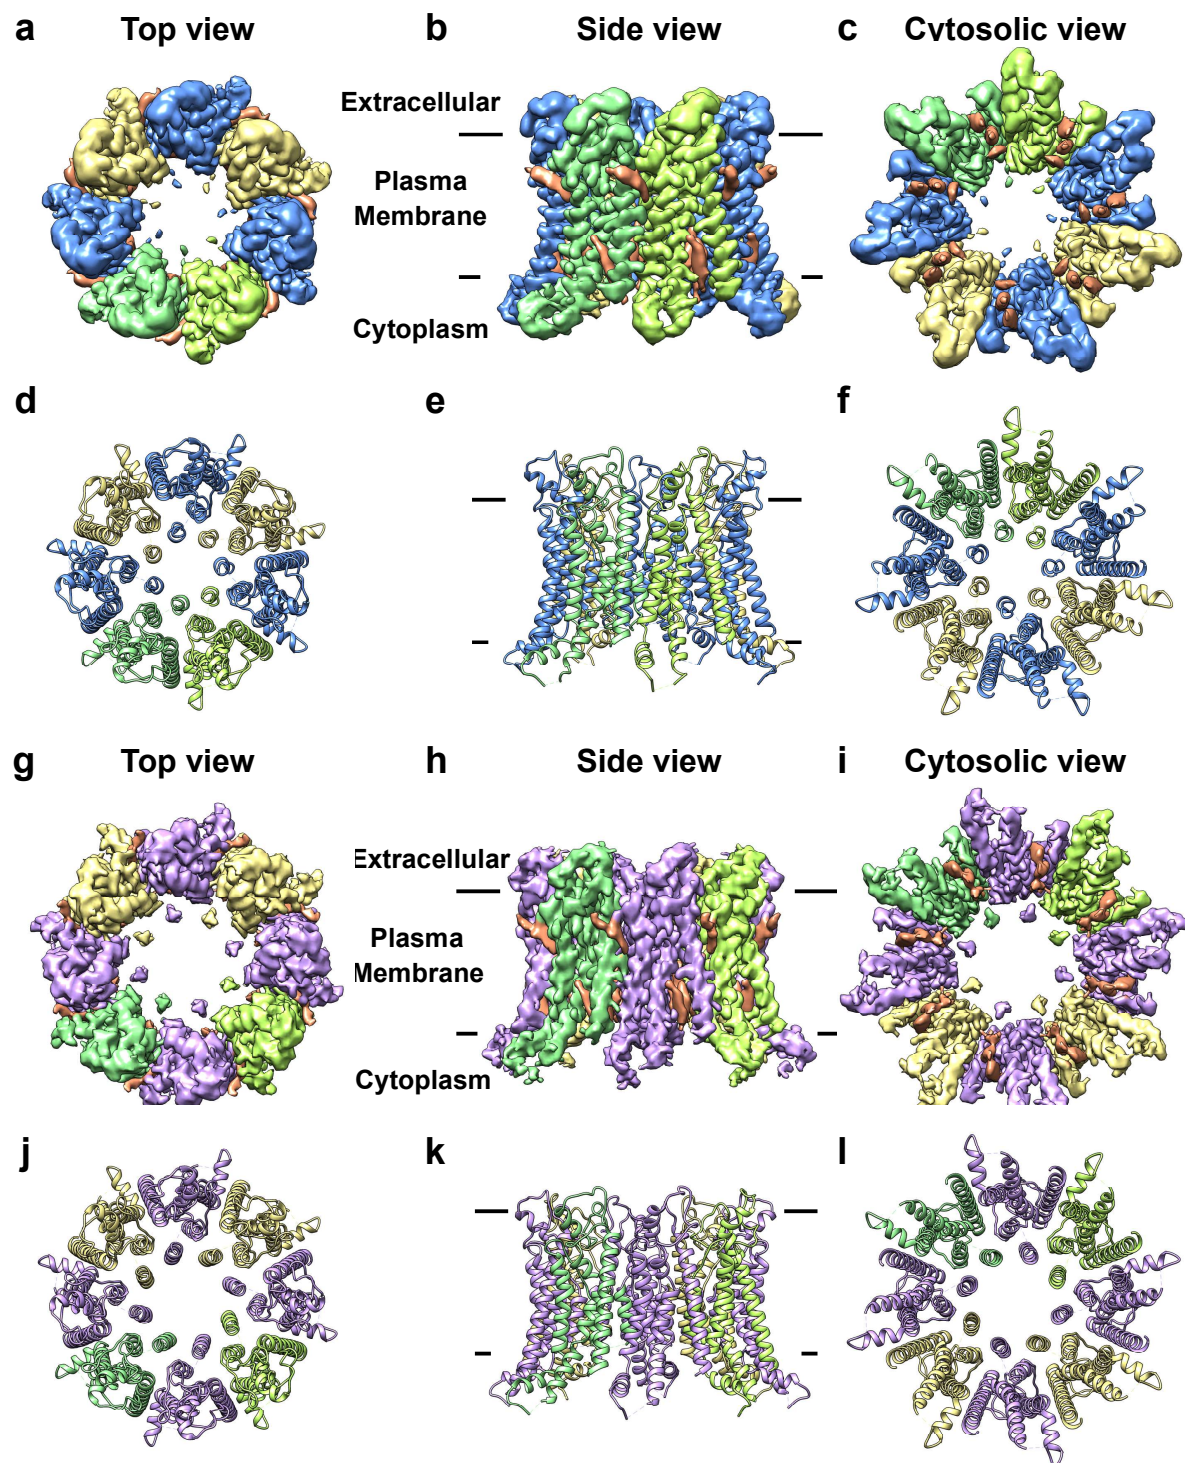 a Top view b Side view c Cytosolic view
Extracellular
Plasma
Membrane
Cytoplasm
d e f
g Top view h Side view i Cytosolic view
Extracellular
Plasma
Membrane
Cytoplasm
j k l